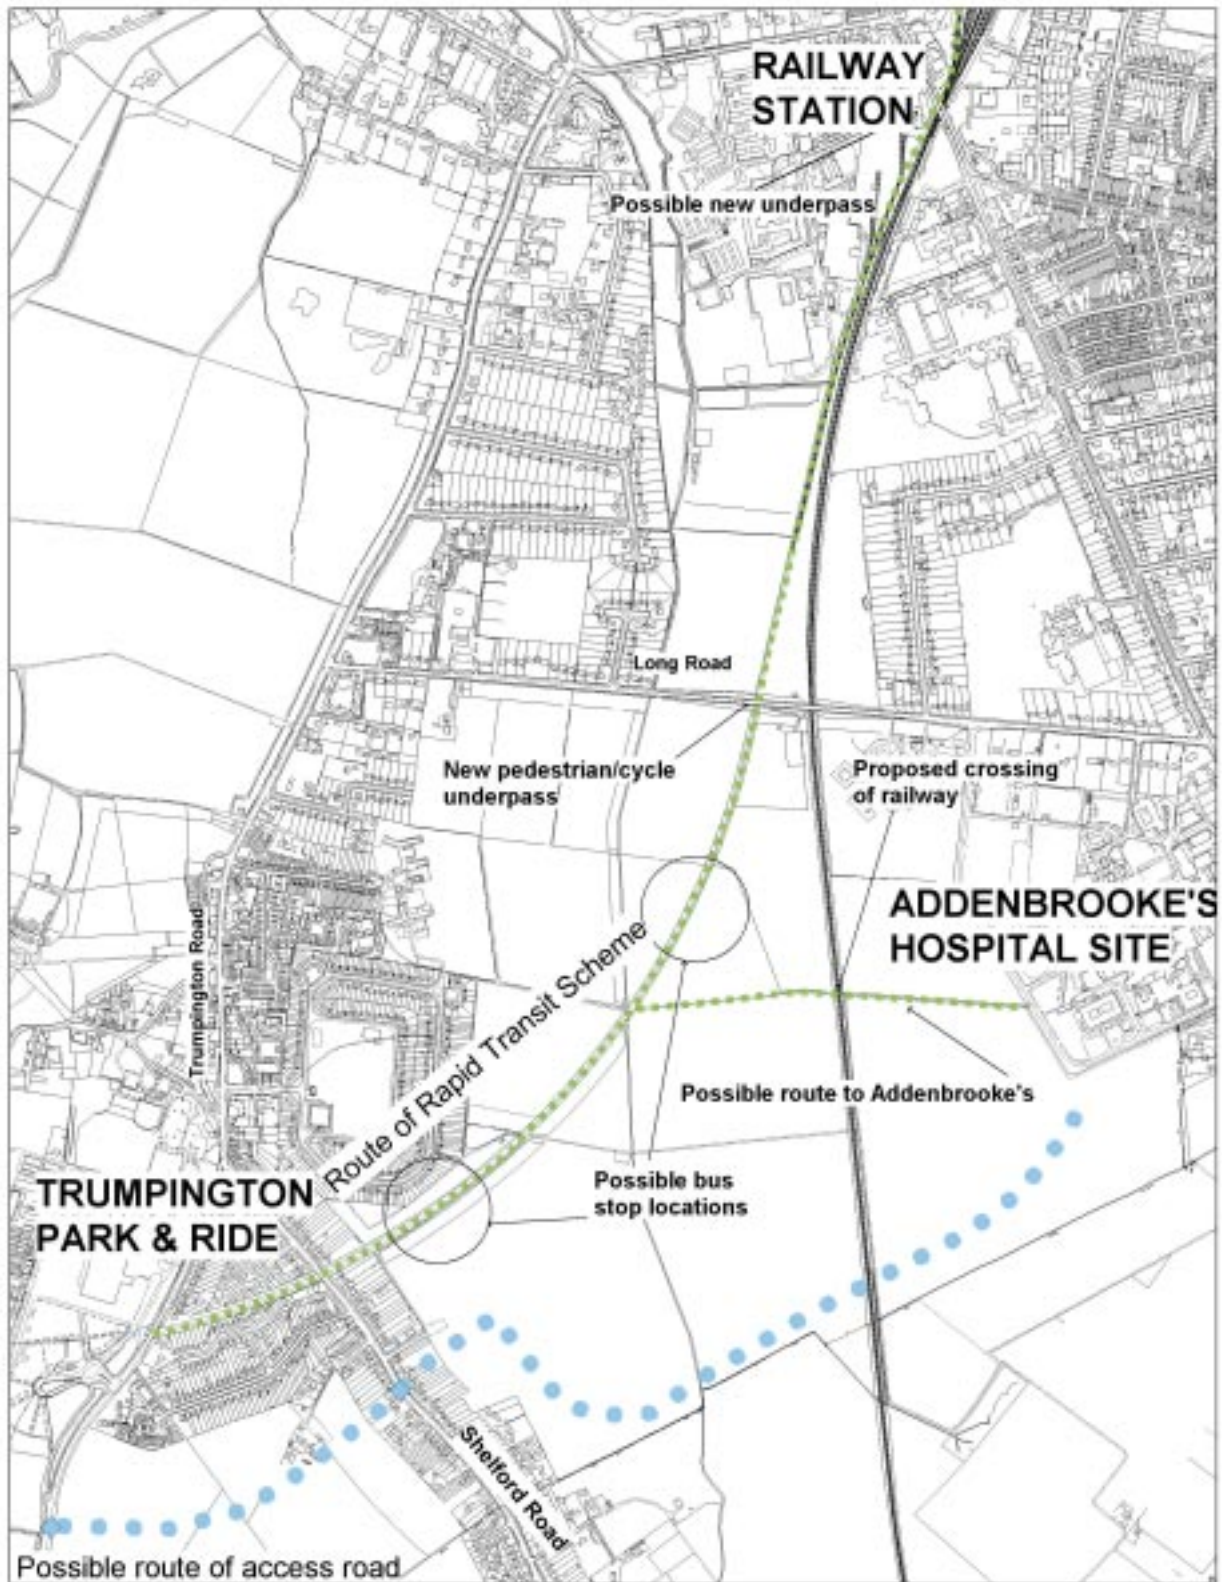 RAILWAY
STATION
Possible new underpass
Long Road
New pedestrian/cycle
underpass
Proposed crossing
of railway
ADDENBROOKE'S
HOSPITAL SITE
Trumpington Road
Route of Rapid Transit Scheme
Possible route to Addenbrooke's
TRUMPINGTON
PARK & RIDE
Possible bus
stop locations
Shelford Road
Possible route of access road